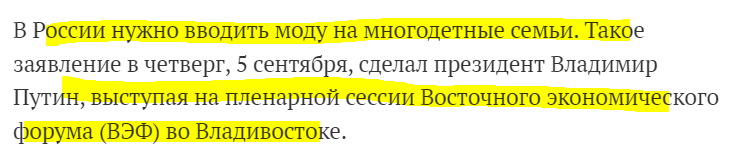 В России нужно вводить моду на многодетные семьи. Такое
заявление в четверг, 5 сентября, сделал президент Владимир
Путин, выступая на пленарной сессии Восточного экономического
форума (ВЭФ) во Владивостоке.